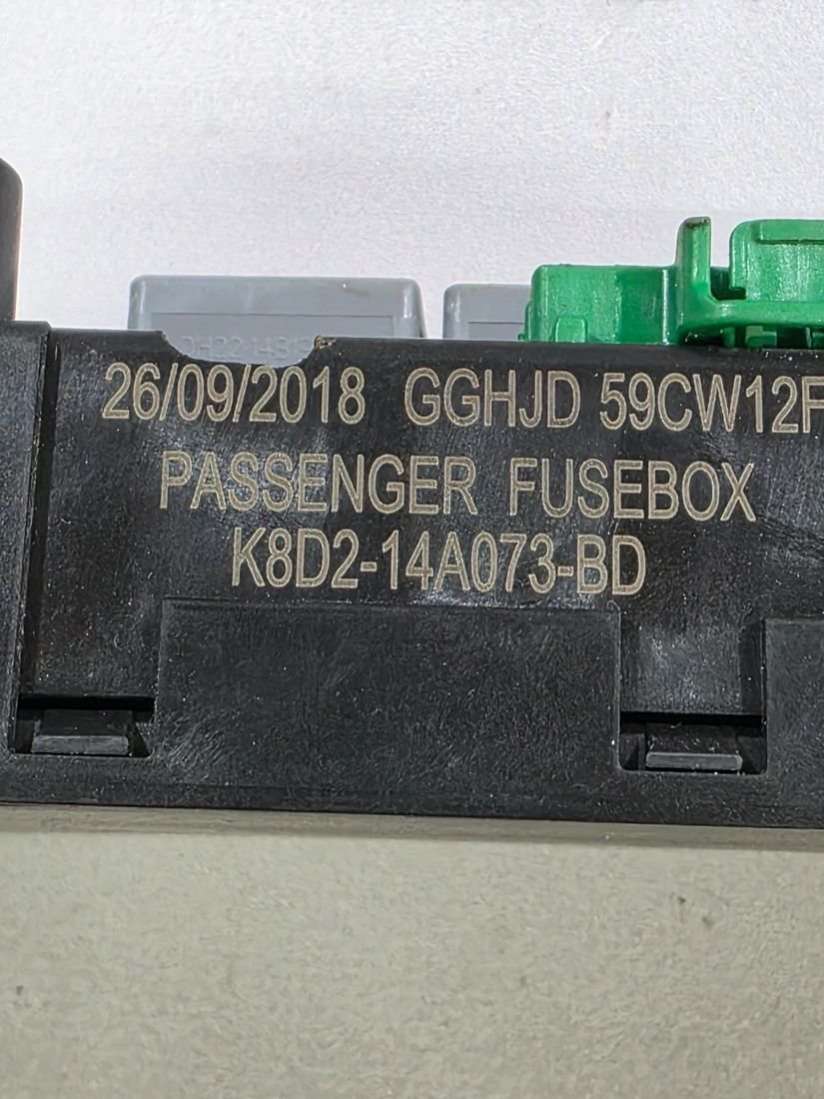 26/09/2018 GGHJD 59CW12F
PASSENGER FUSEBOX
K8D2-14A073-BD